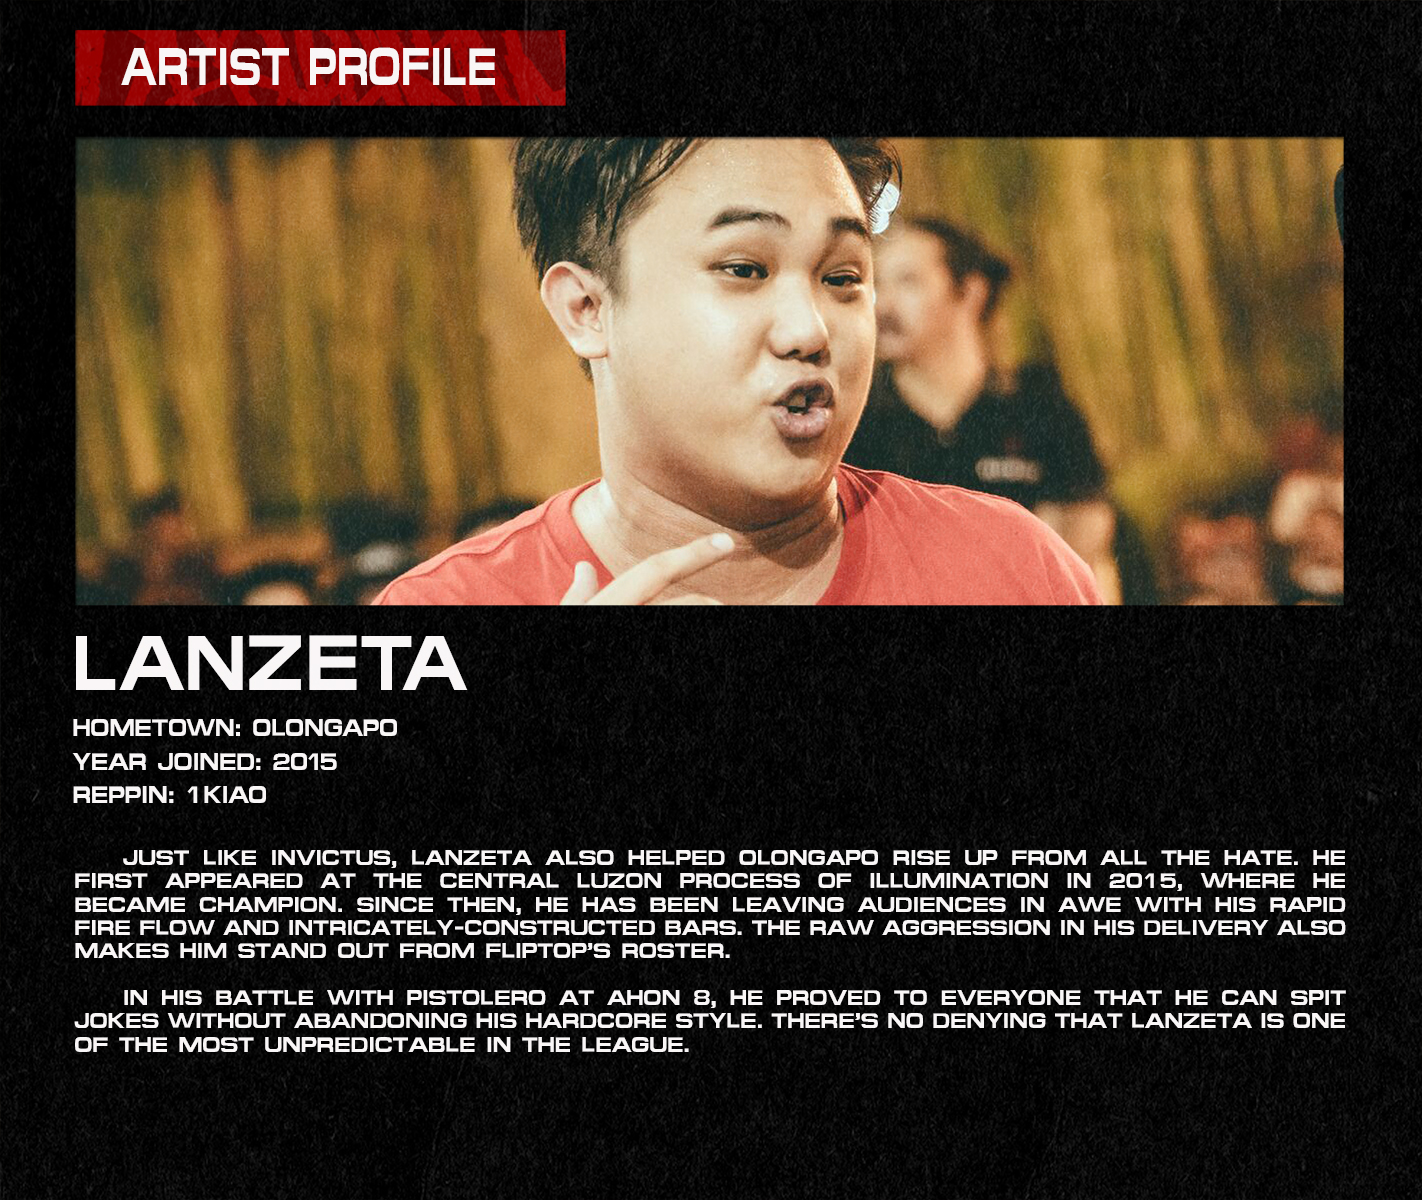 ARTIST PROFILE
LANZETA
HOMETOWN: OLONGAPO
YEAR JOINED: 2015
REPPIN: 1KIAO
JUST LIKE INVICTUS, LANZETA ALSO HELPED OLONGAPO RISE UP FROM ALL THE HATE. HE
FIRST APPEARED AT THE CENTRAL LUZON PROCESS OF ILLUMINATION IN 2015, WHERE HE
BECAME CHAMPION. SINCE THEN, HE HAS BEEN LEAVING AUDIENCES IN AWE WITH HIS RAPID
FIRE FLOW AND INTRICATELY-CONSTRUCTED BARS. THE RAW AGGRESSION IN HIS DELIVERY ALSO
MAKES HIM STAND OUT FROM FLIPTOP'S ROSTER.
IN HIS BATTLE WITH PISTOLERO AT AHON 8, HE PROVED TO EVERYONE THAT HE CAN SPIT
JOKES WITHOUT ABANDONING HIS HARDCORE STYLE. THERE'S NO DENYING THAT LANZETA IS ONE
OF THE MOST UNPREDICTABLE IN THE LEAGUE.